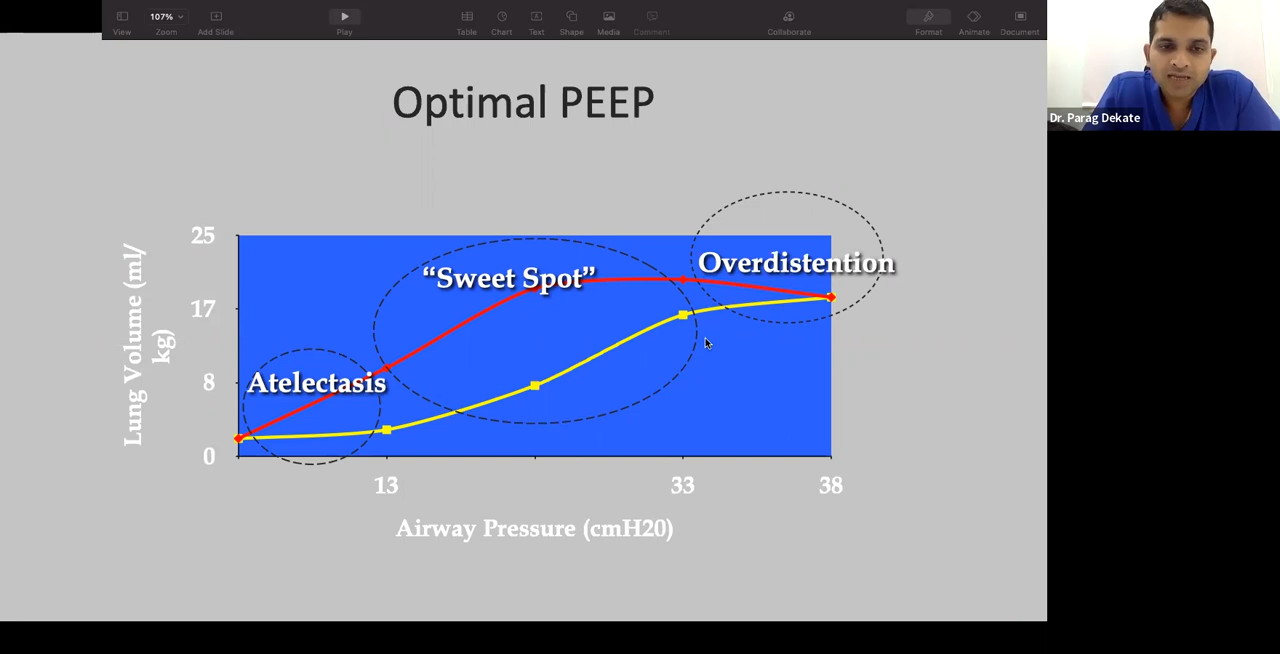 107%
View
Zoom
Add Slide
Play
Table
Chart
Text
Shape
Media
Comment
Collaborate
Format
Animate
Document
Dr. Parag Dekate
Optimal PEEP
25
17
8
0
Lung Volume (ml/
kg)
“Sweet Spot”
Overdistention
Atelectasis
13
33
38
Airway Pressure (cmH20)